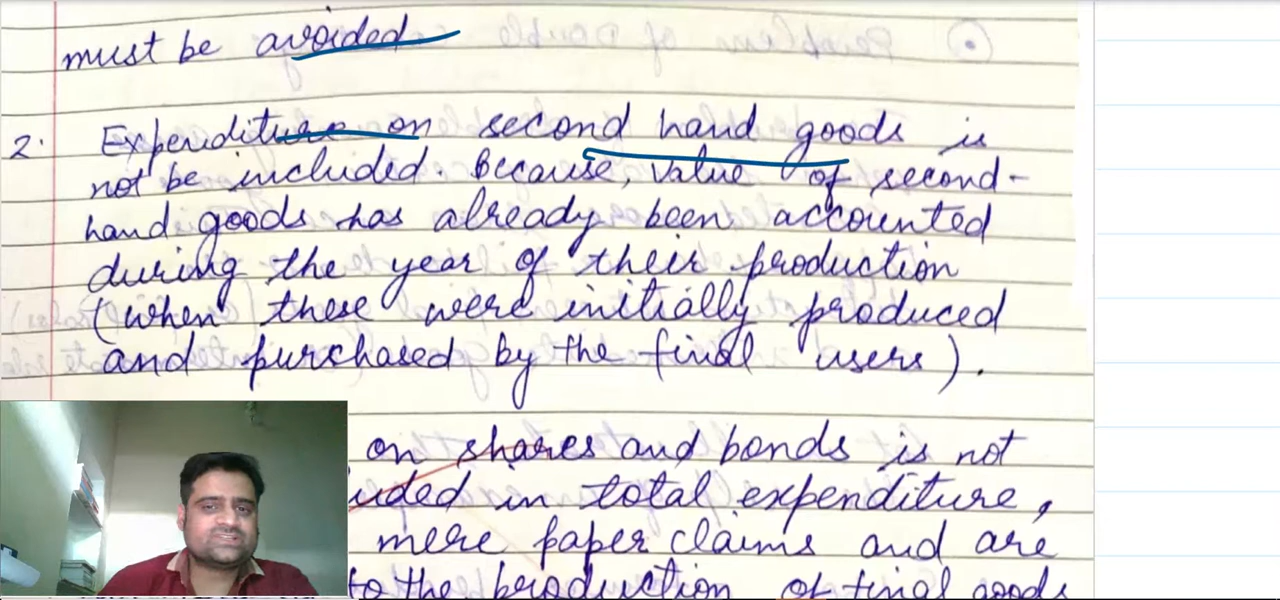 must be avoided
2. Expenditure on second hand goods is
not be included. Because, value of second-
hand goods has already been accounted
during the year of their production
(when these were initially produced
and purchased by the final users).
on shares and bonds is not
uded in total expenditure,
mere paper claims and are
to the production of final goods